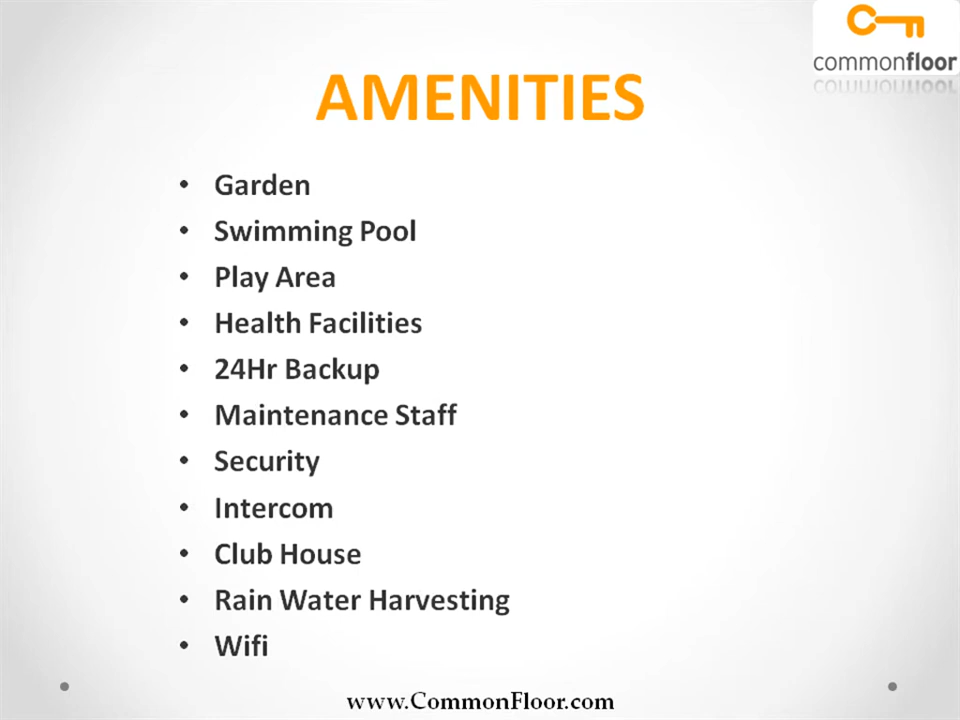 commonfloor
AMENITIES
• Garden
• Swimming Pool
• Play Area
• Health Facilities
• 24Hr Backup
• Maintenance Staff
• Security
• Intercom
• Club House
• Rain Water Harvesting
• Wifi
www.CommonFloor.com